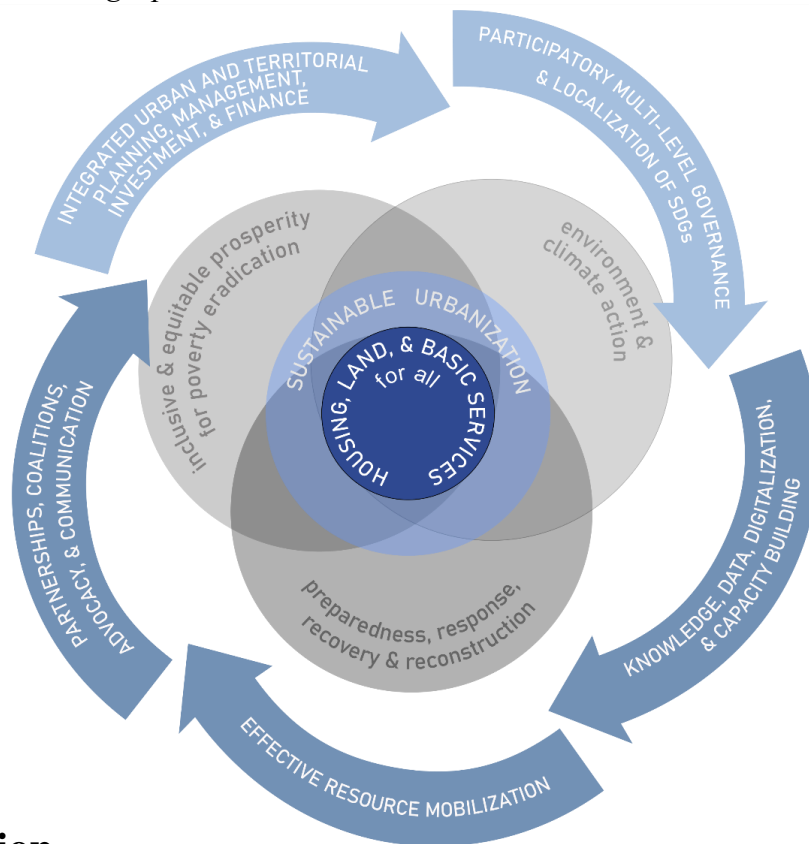 INTEGRATED URBAN AND TERRITORIAL
PLANNING, MANAGEMENT,
INVESTMENT, & FINANCE
PARTICIPATORY MULTI-LEVEL GOVERNANCE
& LOCALIZATION OF SDGs
KNOWLEDGE, DATA, DIGITALIZATION,
& CAPACITY BUILDING
EFFECTIVE RESOURCE MOBILIZATION
PARTNERSHIPS, COALITIONS,
ADVOCACY, & COMMUNICATION
inclusive & equitable prosperity
for poverty eradication
environment &
climate action
preparedness, response,
recovery & reconstruction
SUSTAINABLE URBANIZATION
HOUSING, LAND, & BASIC SERVICES
for all